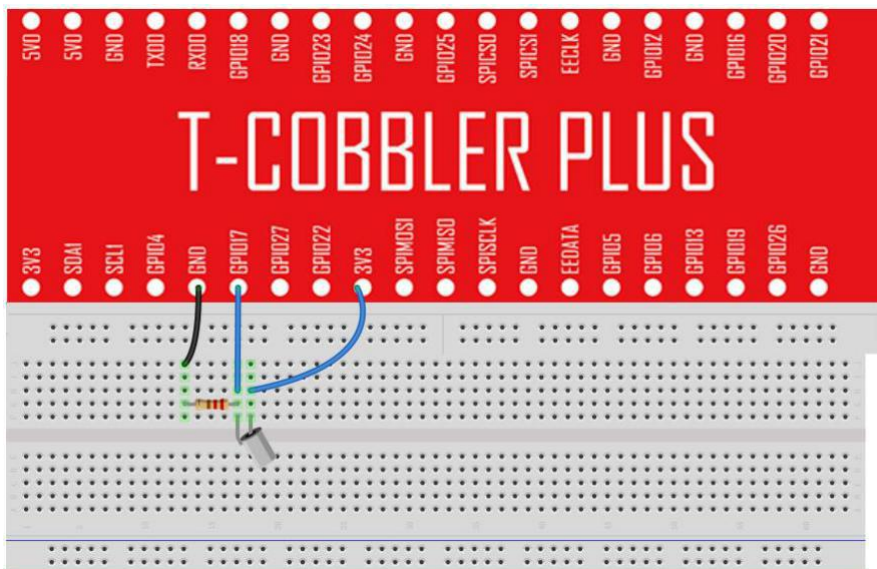 5V0 5V0 GND TXD0 RXD0 GPIO18 GND GPIO23 GPIO24 GND GPIO25 SPICS0 SPICS1 EECLK GND GPIO12 GND GPIO16 GPIO20 GPIO21
T-COBBLER PLUS
3V3 SDA1 SCL1 GPIO4 GND GPIO17 GPIO27 GPIO22 3V3 SPIMOSI SPIMISO SPISCLK GND EEDATA GPIO5 GPIO6 GPIO13 GPIO19 GPIO26 GND